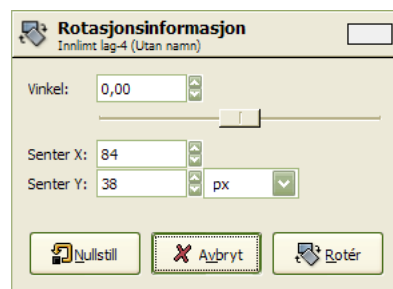 Rotasjonsinformasjon
Innlimt lag-4 (Utan namn)
Vinkel: 0,00
Senter X: 84
Senter Y: 38 px
Nullstill Avbryt Rotér